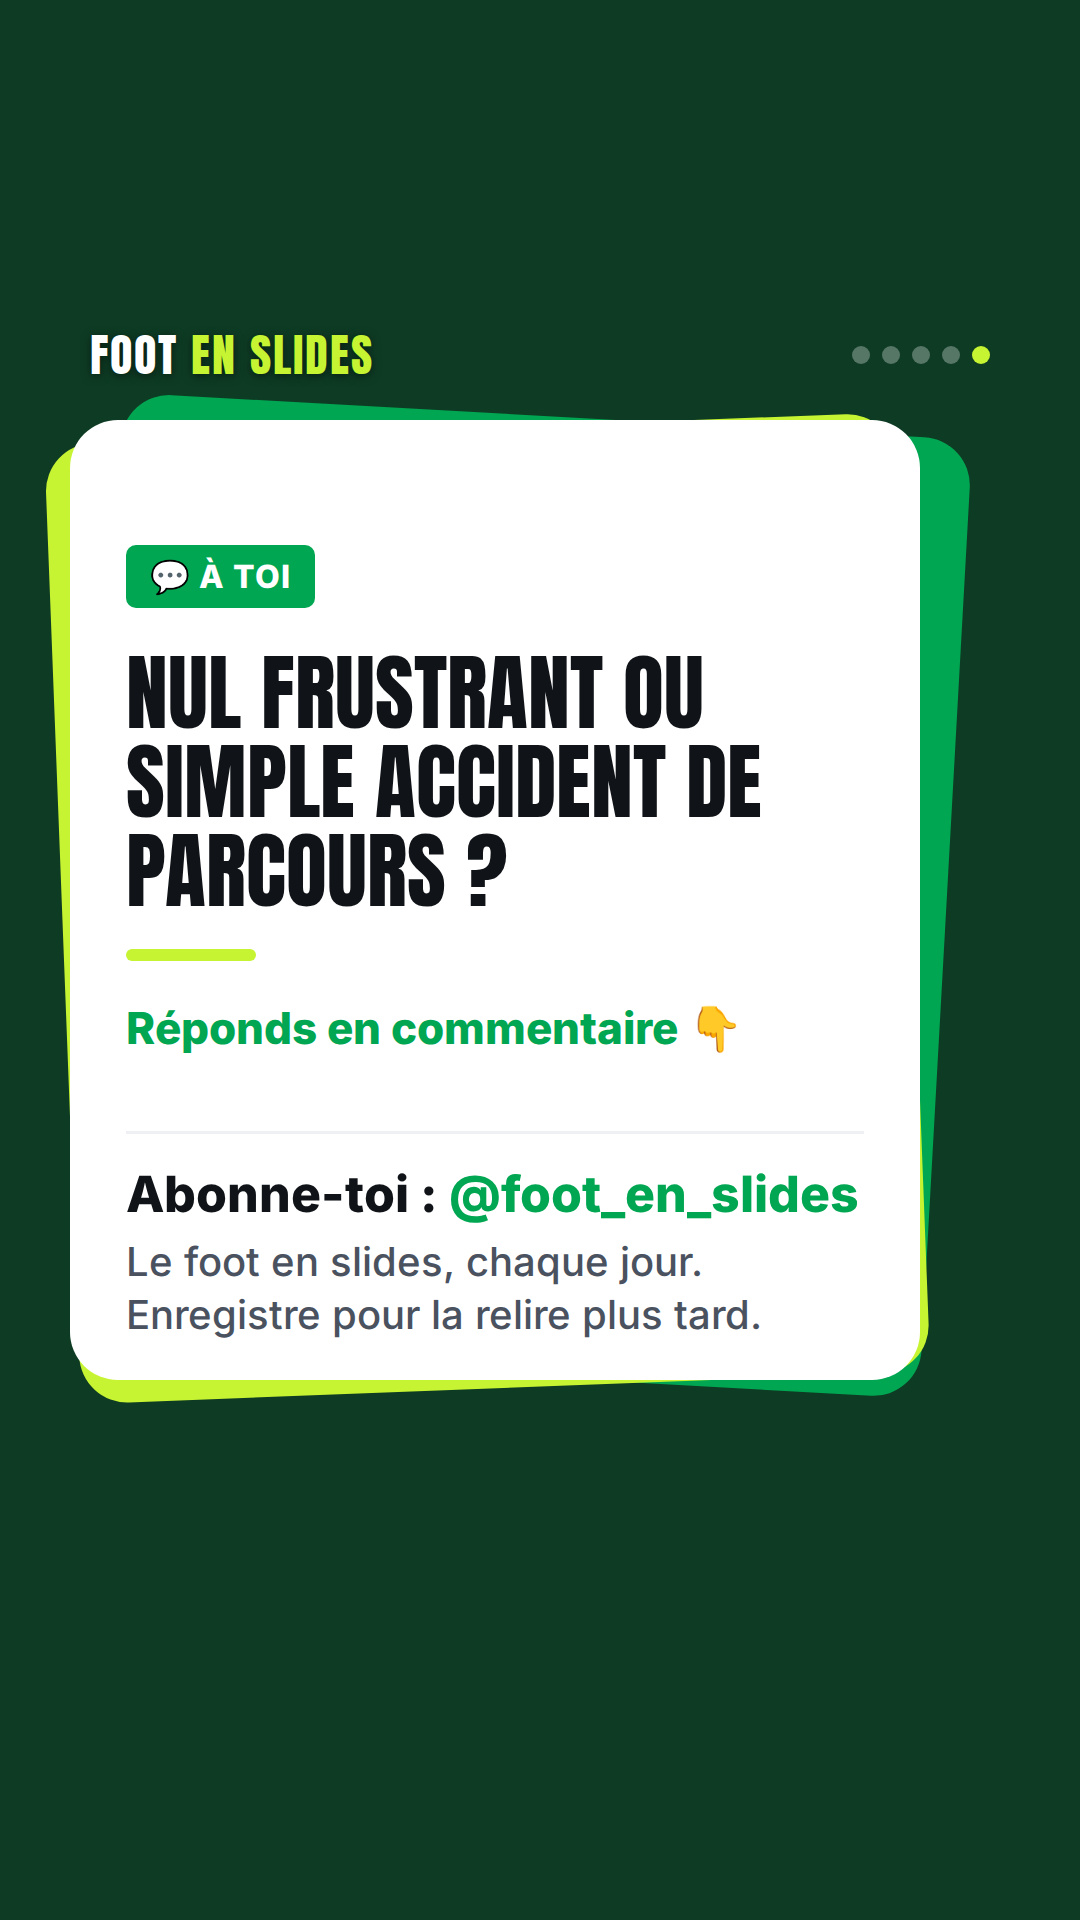 FOOT EN SLIDES
💬 À TOI
NUL FRUSTRANT OU
SIMPLE ACCIDENT DE
PARCOURS ?
Réponds en commentaire 👇
Abonne-toi : @foot_en_slides
Le foot en slides, chaque jour.
Enregistre pour la relire plus tard.